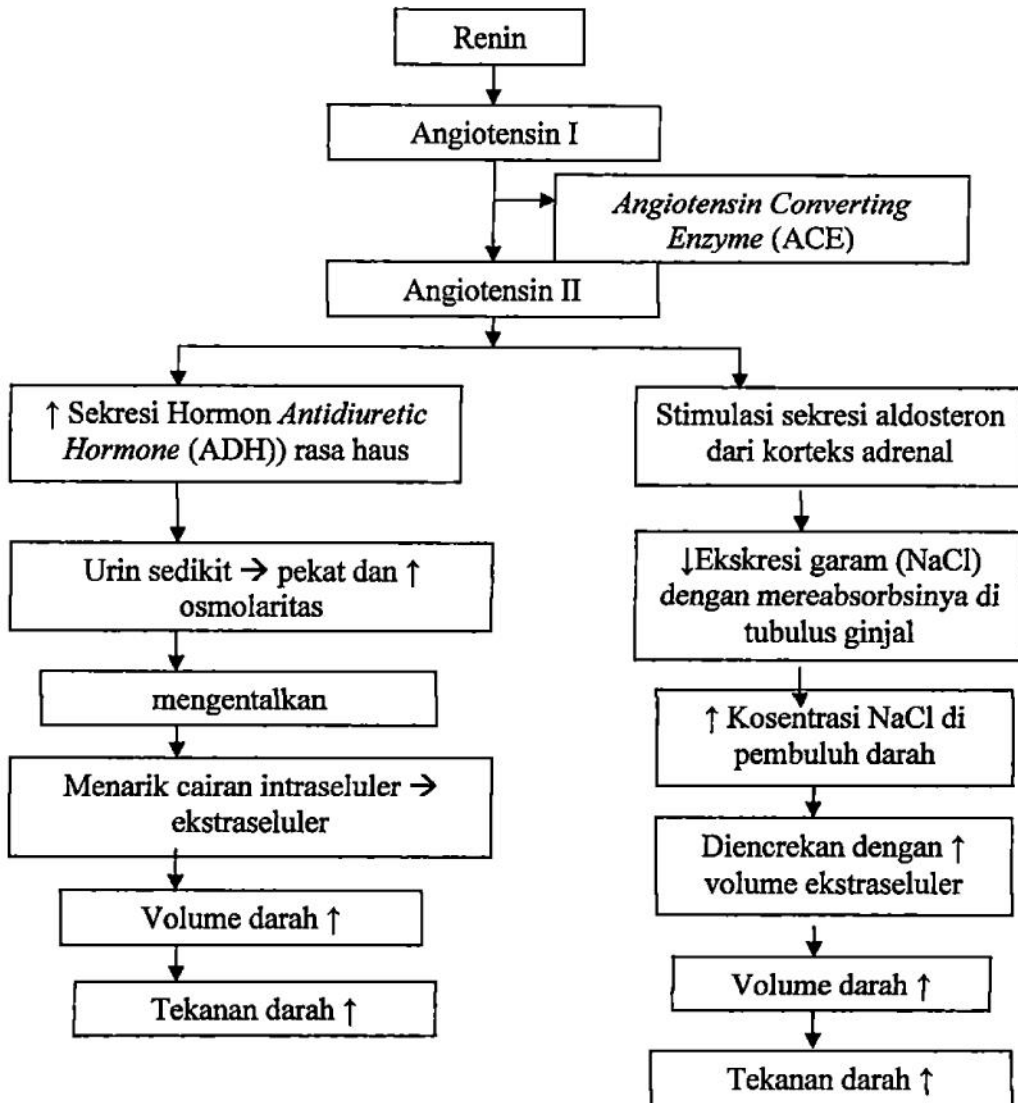 Renin
Angiotensin I
Angiotensin Converting
Enzyme (ACE)
Angiotensin II
↑ Sekresi Hormon Antidiuretic
Hormone (ADH)) rasa haus
Urin sedikit → pekat dan ↑
osmolaritas
mengentalkan
Menarik cairan intraseluler →
ekstraseluler
Volume darah ↑
Tekanan darah ↑
Stimulasi sekresi aldosteron
dari korteks adrenal
↓Ekskresi garam (NaCl)
dengan mereabsorbsinya di
tubulus ginjal
↑ Kosentrasi NaCl di
pembuluh darah
Diencrekan dengan ↑
volume ekstraseluler
Volume darah ↑
Tekanan darah ↑